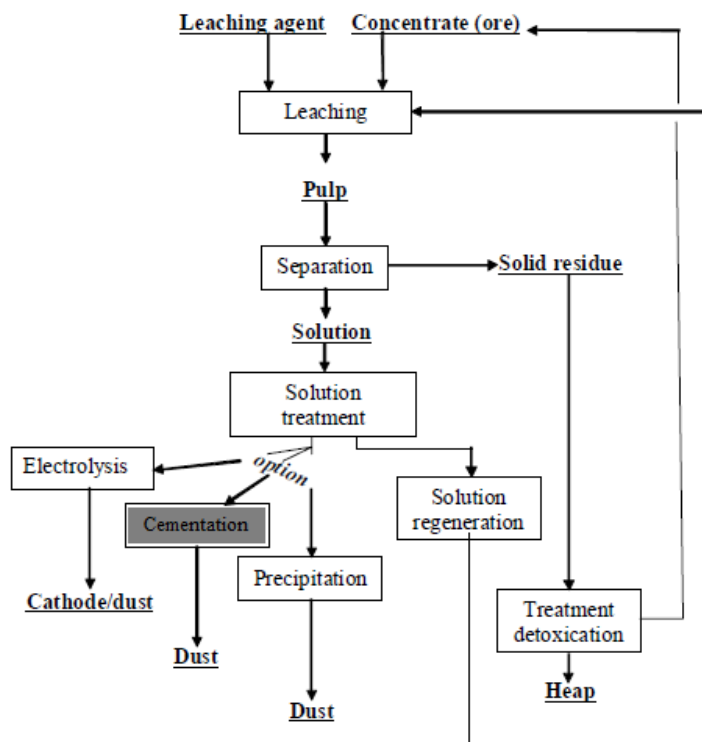 Leaching agent
Concentrate (ore)
Leaching
Pulp
Separation
Solid residue
Solution
Solution
treatment
option
Electrolysis
Cementation
Solution
regeneration
Precipitation
Cathode/dust
Treatment
detoxication
Dust
Heap
Dust